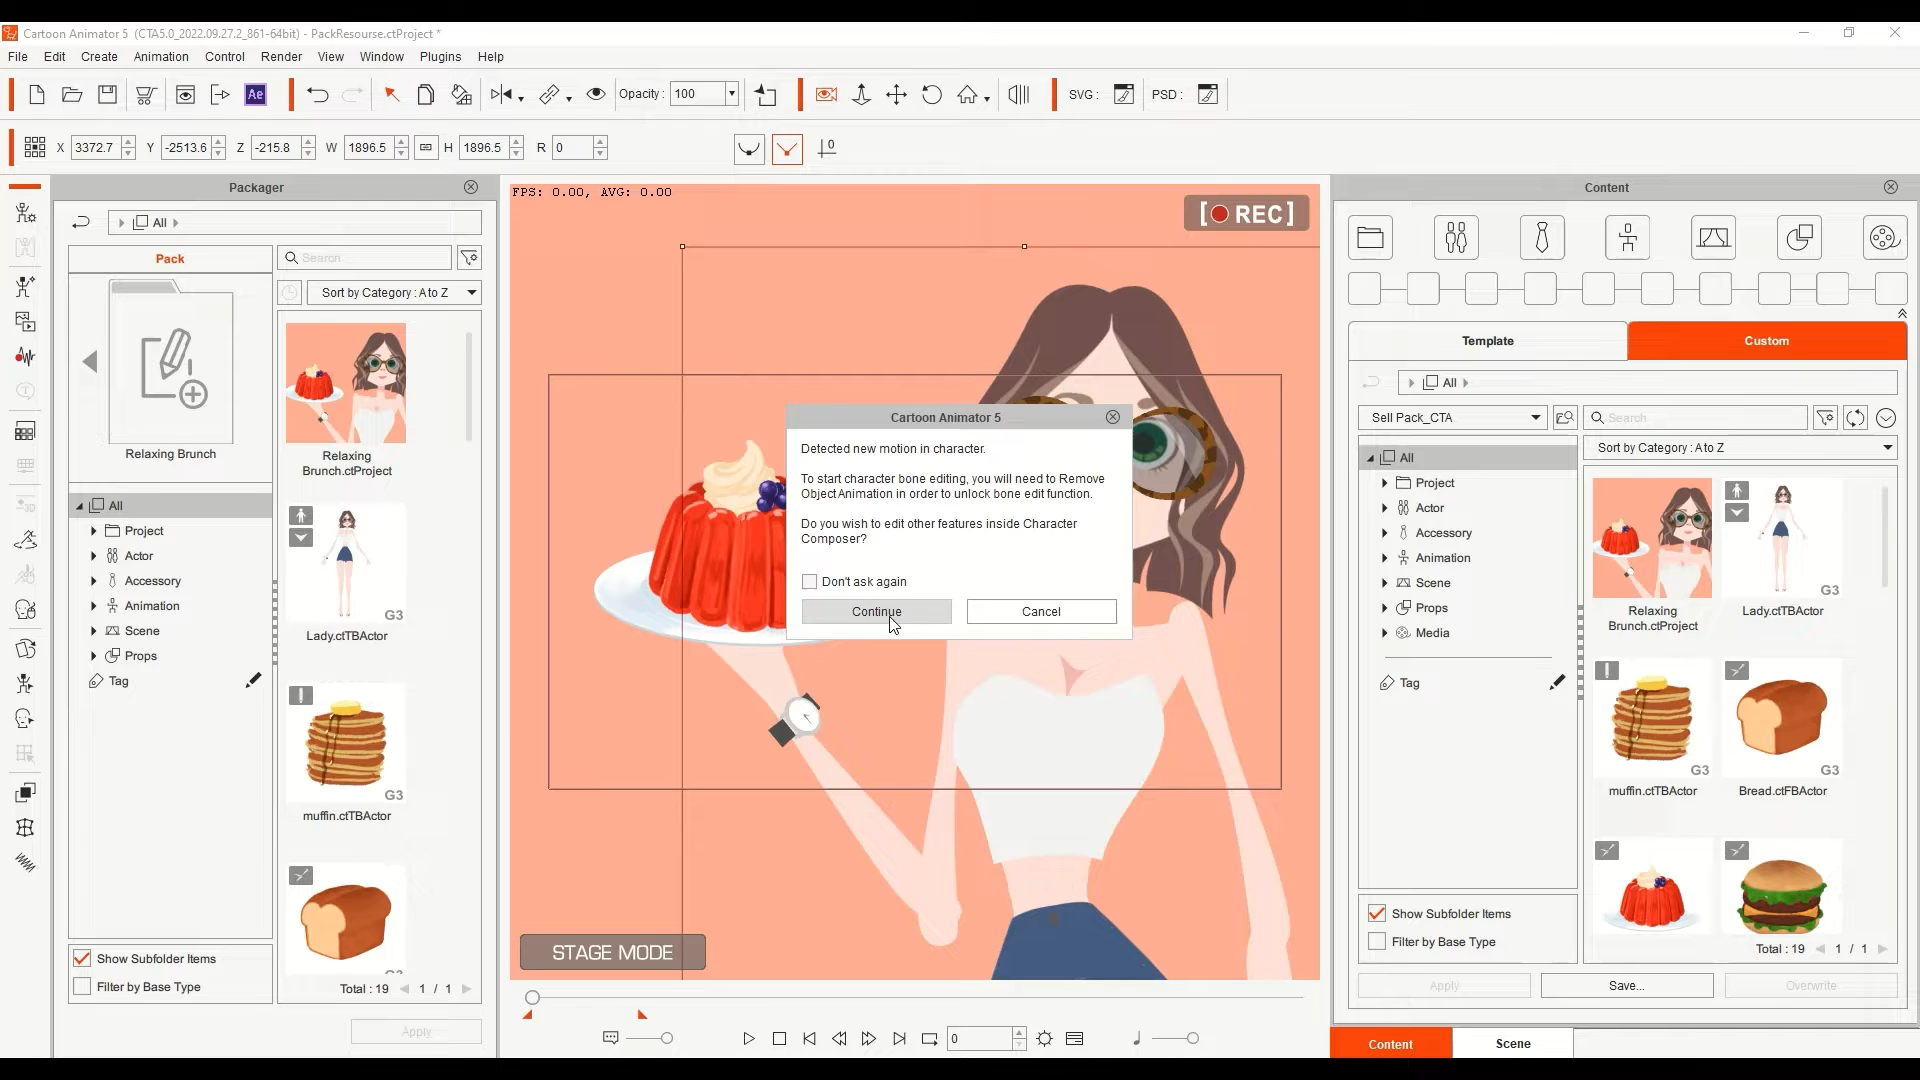 Cartoon Animator 5 (CTA5.0_2022.09.27.2_861-64bit) - PackResourse.ctProject *
File Edit Create Animation Control Render View Window Plugins Help
Ae
Opacity : 100
SVG :
PSD :
X 3372.7 Y -2513.6 Z -215.8 W 1896.5 H 1896.5 R 0
0
Packager
All
Pack
Search
Sort by Category : A to Z
Relaxing Brunch
All
Project
Actor
Accessory
Animation
Scene
Props
Tag
Relaxing
Brunch.ctProject
G3
Lady.ctTBActor
G3
muffin.ctTBActor
Show Subfolder Items
Filter by Base Type
Total : 19 1 / 1
Apply
FPS: 0.00, AVG: 0.00
[ REC ]
Cartoon Animator 5
Detected new motion in character.
To start character bone editing, you will need to Remove
Object Animation in order to unlock bone edit function.
Do you wish to edit other features inside Character
Composer?
Don't ask again
Continue Cancel
STAGE MODE
0
Content
Template Custom
All
Sell Pack_CTA
Search
Sort by Category : A to Z
All
Project
Actor
Accessory
Animation
Scene
Props
Media
Tag
Relaxing
Brunch.ctProject
G3
Lady.ctTBActor
G3
muffin.ctTBActor
G3
Bread.ctFBActor
Show Subfolder Items
Filter by Base Type
Total : 19 1 / 1
Apply Save... Overwrite
Content Scene